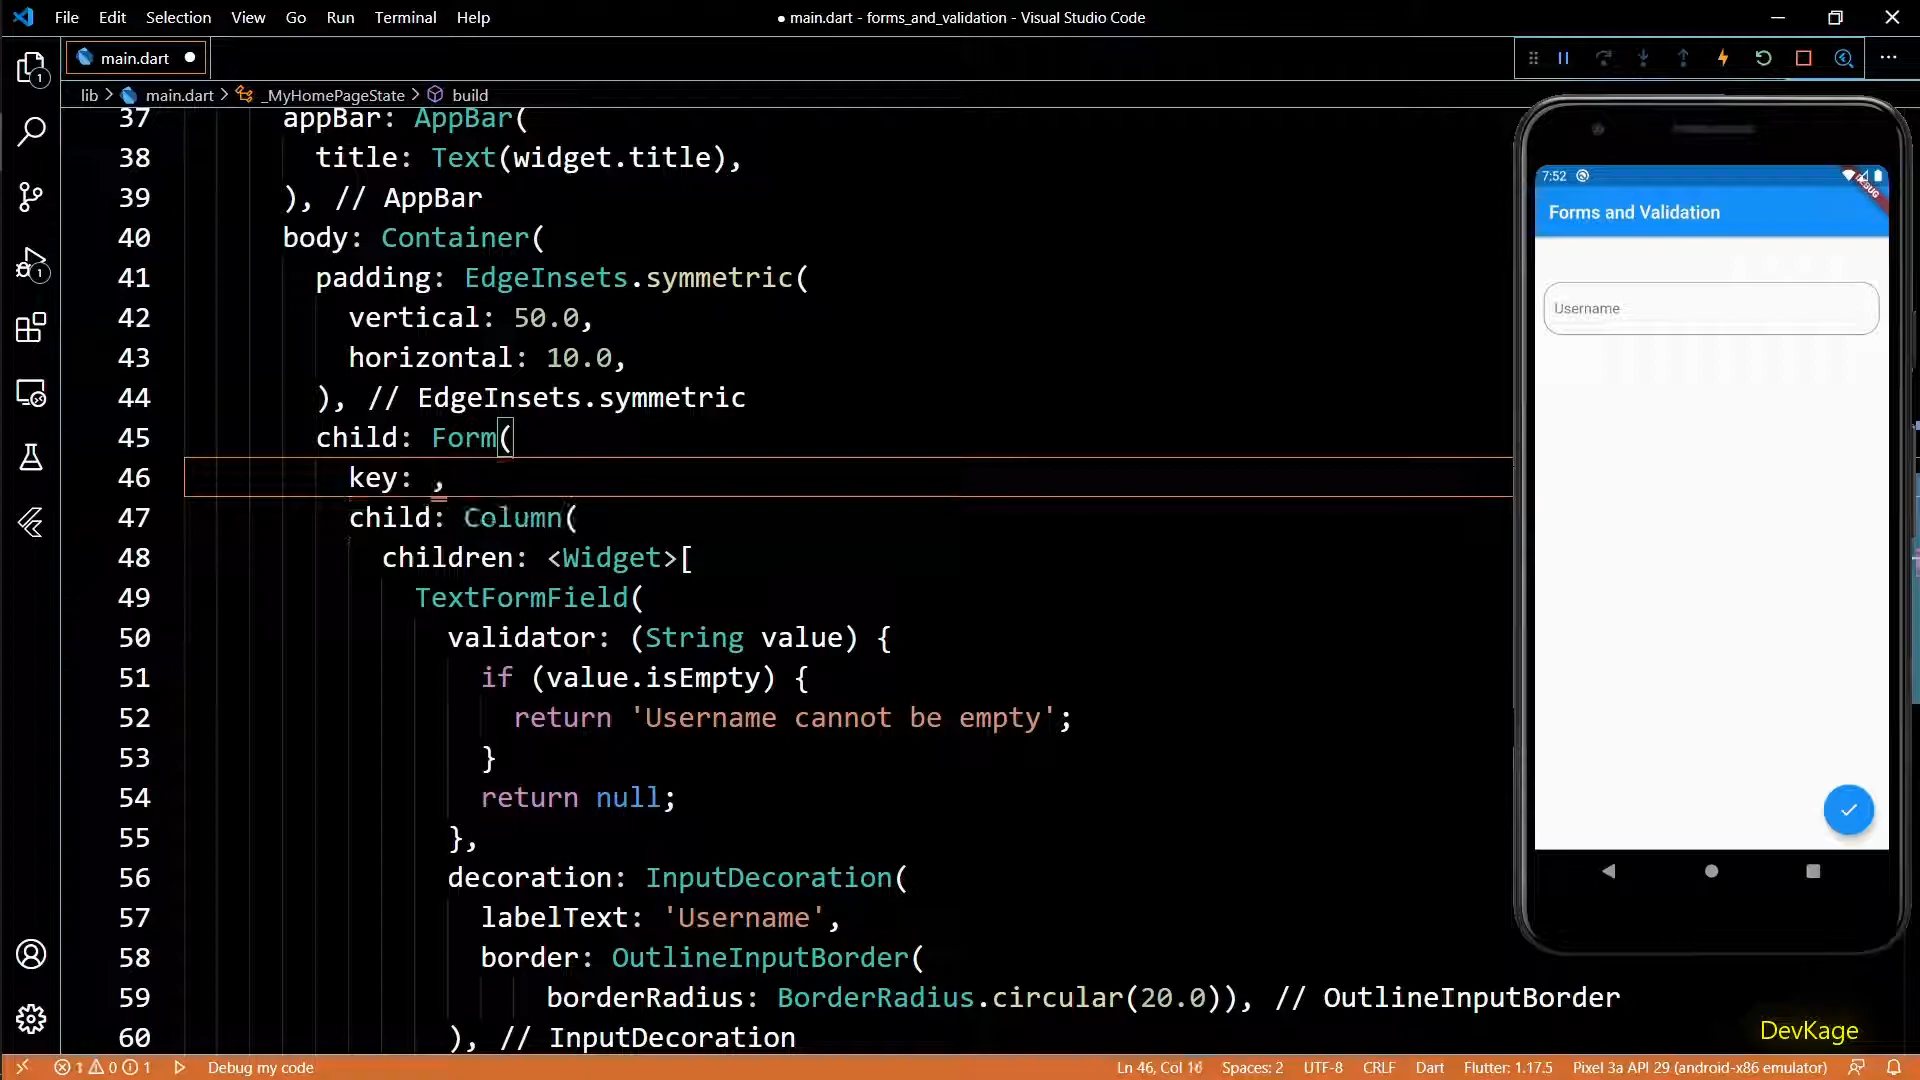 File Edit Selection View Go Run Terminal Help
● main.dart - forms_and_validation - Visual Studio Code
main.dart ●
lib > main.dart > _MyHomePageState > build
37 appBar: AppBar(
38 title: Text(widget.title),
39 ), // AppBar
40 body: Container(
41 padding: EdgeInsets.symmetric(
42 vertical: 50.0,
43 horizontal: 10.0,
44 ), // EdgeInsets.symmetric
45 child: Form(
46 key: ,
47 child: Column(
48 children: <Widget>[
49 TextFormField(
50 validator: (String value) {
51 if (value.isEmpty) {
52 return 'Username cannot be empty';
53 }
54 return null;
55 },
56 decoration: InputDecoration(
57 labelText: 'Username',
58 border: OutlineInputBorder(
59 borderRadius: BorderRadius.circular(20.0)), // OutlineInputBorder
60 ), // InputDecoration
1
1
7:52
DEBUG
Forms and Validation
Username
DevKage
1 0 1 Debug my code
Ln 46, Col 16 Spaces: 2 UTF-8 CRLF Dart Flutter: 1.17.5 Pixel 3a API 29 (android-x86 emulator)